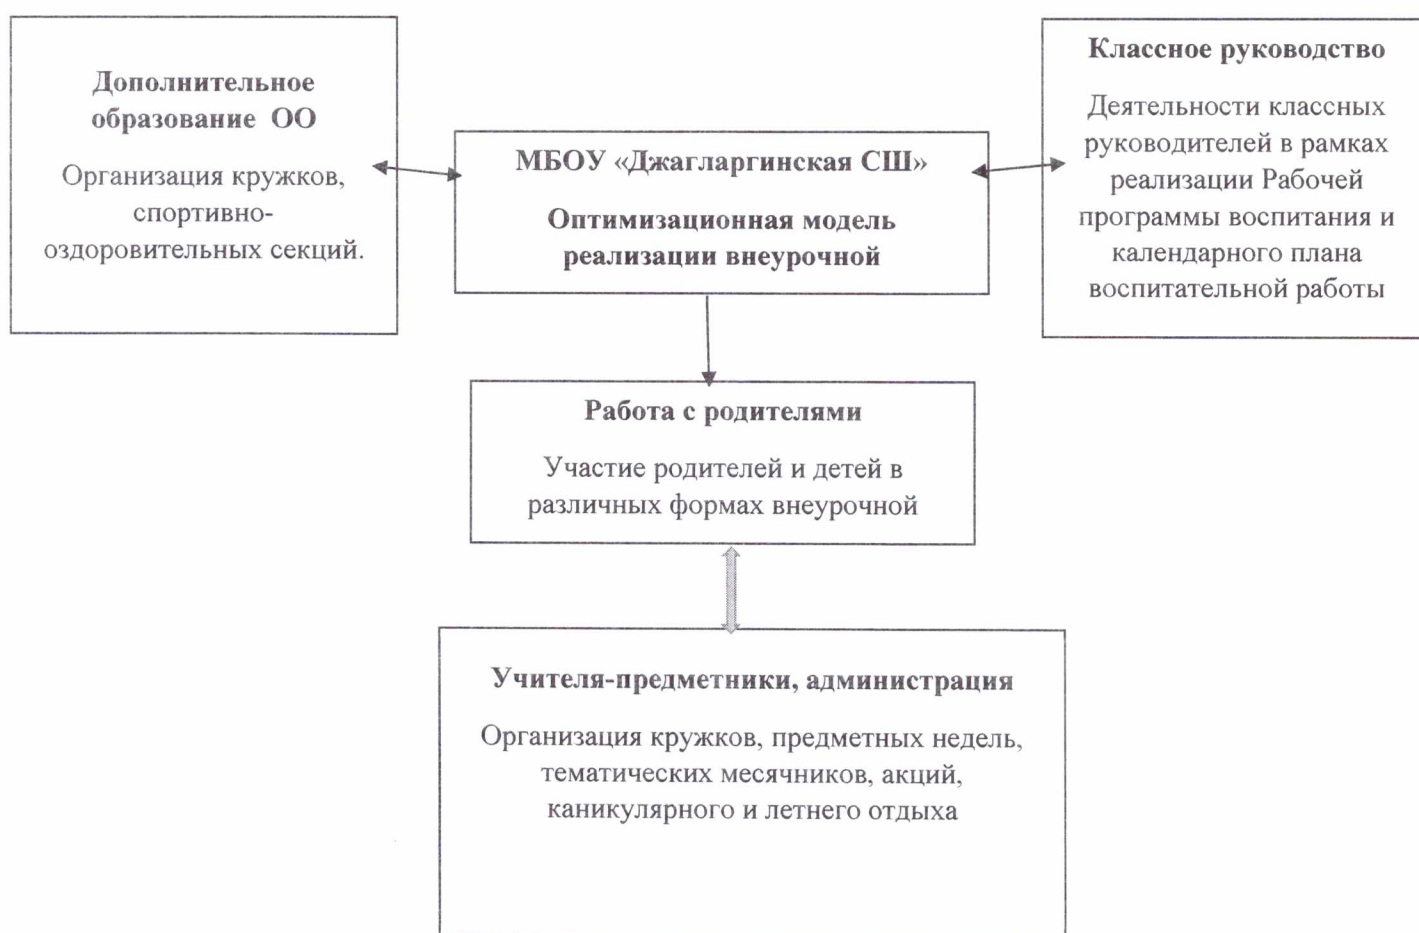 Дополнительное
образование ОО
Организация кружков,
спортивно-
оздоровительных секций.
МБОУ «Джагларгинская СШ»
Оптимизационная модель
реализации внеурочной
Классное руководство
Деятельности классных
руководителей в рамках
реализации Рабочей
программы воспитания и
календарного плана
воспитательной работы
Работа с родителями
Участие родителей и детей в
различных формах внеурочной
Учителя-предметники, администрация
Организация кружков, предметных недель,
тематических месячников, акций,
каникулярного и летнего отдыха